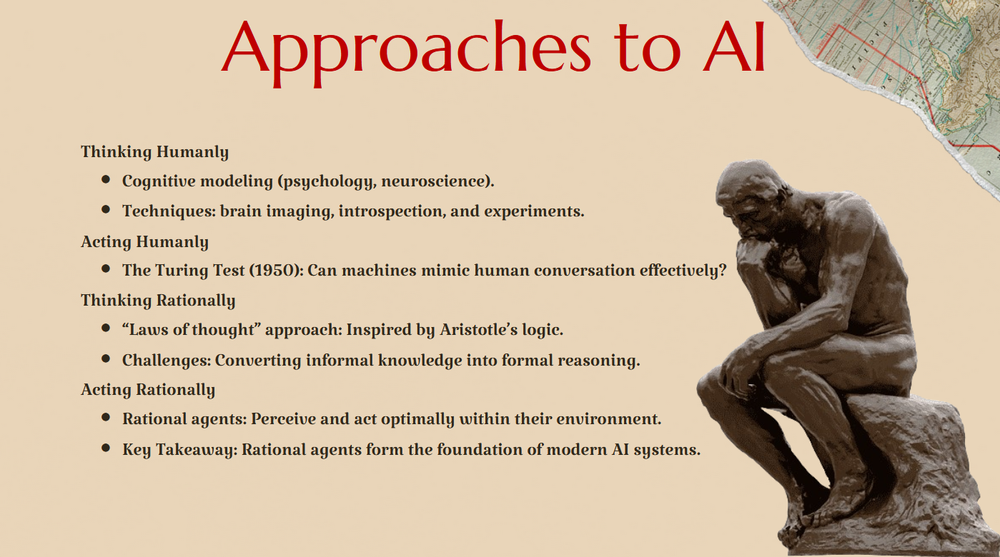 Approaches to AI
Thinking Humanly
● Cognitive modeling (psychology, neuroscience).
● Techniques: brain imaging, introspection, and experiments.
Acting Humanly
● The Turing Test (1950): Can machines mimic human conversation effectively?
Thinking Rationally
● “Laws of thought” approach: Inspired by Aristotle’s logic.
● Challenges: Converting informal knowledge into formal reasoning.
Acting Rationally
● Rational agents: Perceive and act optimally within their environment.
● Key Takeaway: Rational agents form the foundation of modern AI systems.